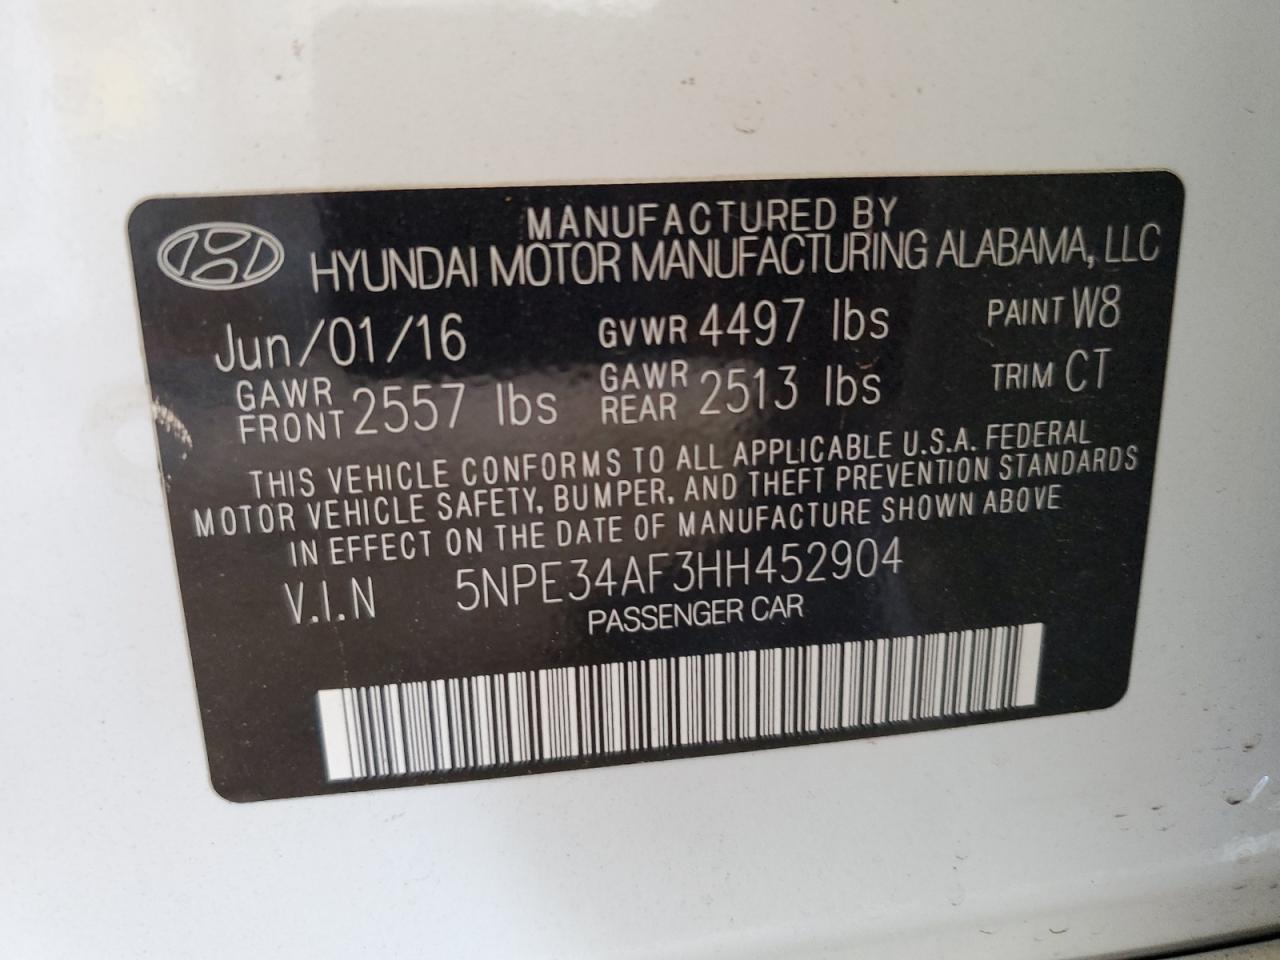 MANUFACTURED BY
HYUNDAI MOTOR MANUFACTURING ALABAMA, LLC
Jun/01/16 GVWR 4497 lbs PAINT W8
GAWR FRONT 2557 lbs GAWR REAR 2513 lbs TRIM CT
THIS VEHICLE CONFORMS TO ALL APPLICABLE U.S.A. FEDERAL
MOTOR VEHICLE SAFETY, BUMPER, AND THEFT PREVENTION STANDARDS
IN EFFECT ON THE DATE OF MANUFACTURE SHOWN ABOVE
V.I.N 5NPE34AF3HH452904
PASSENGER CAR